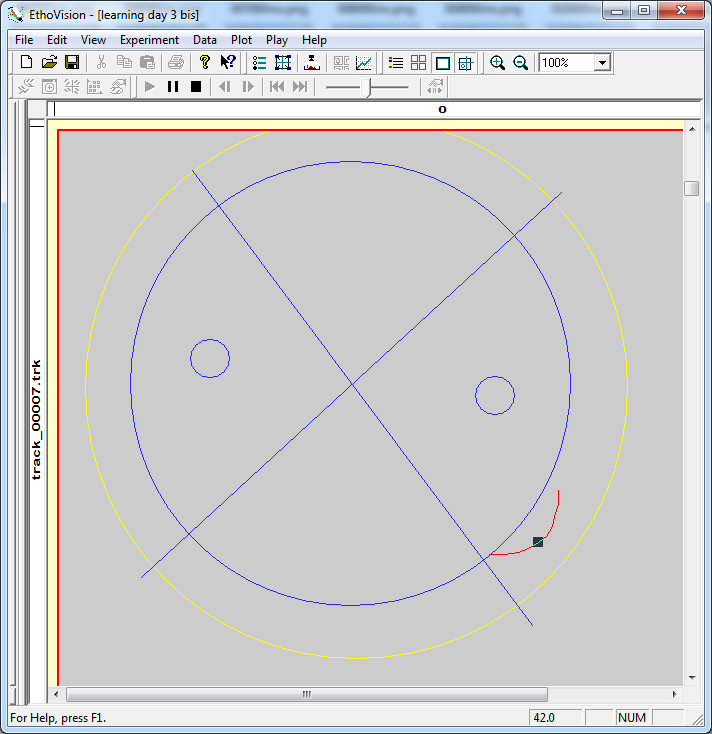 EthoVision - [learning day 3 bis]
File Edit View Experiment Data Plot Play Help
100%
0
track_00007.trk
For Help, press F1.
42.0
NUM